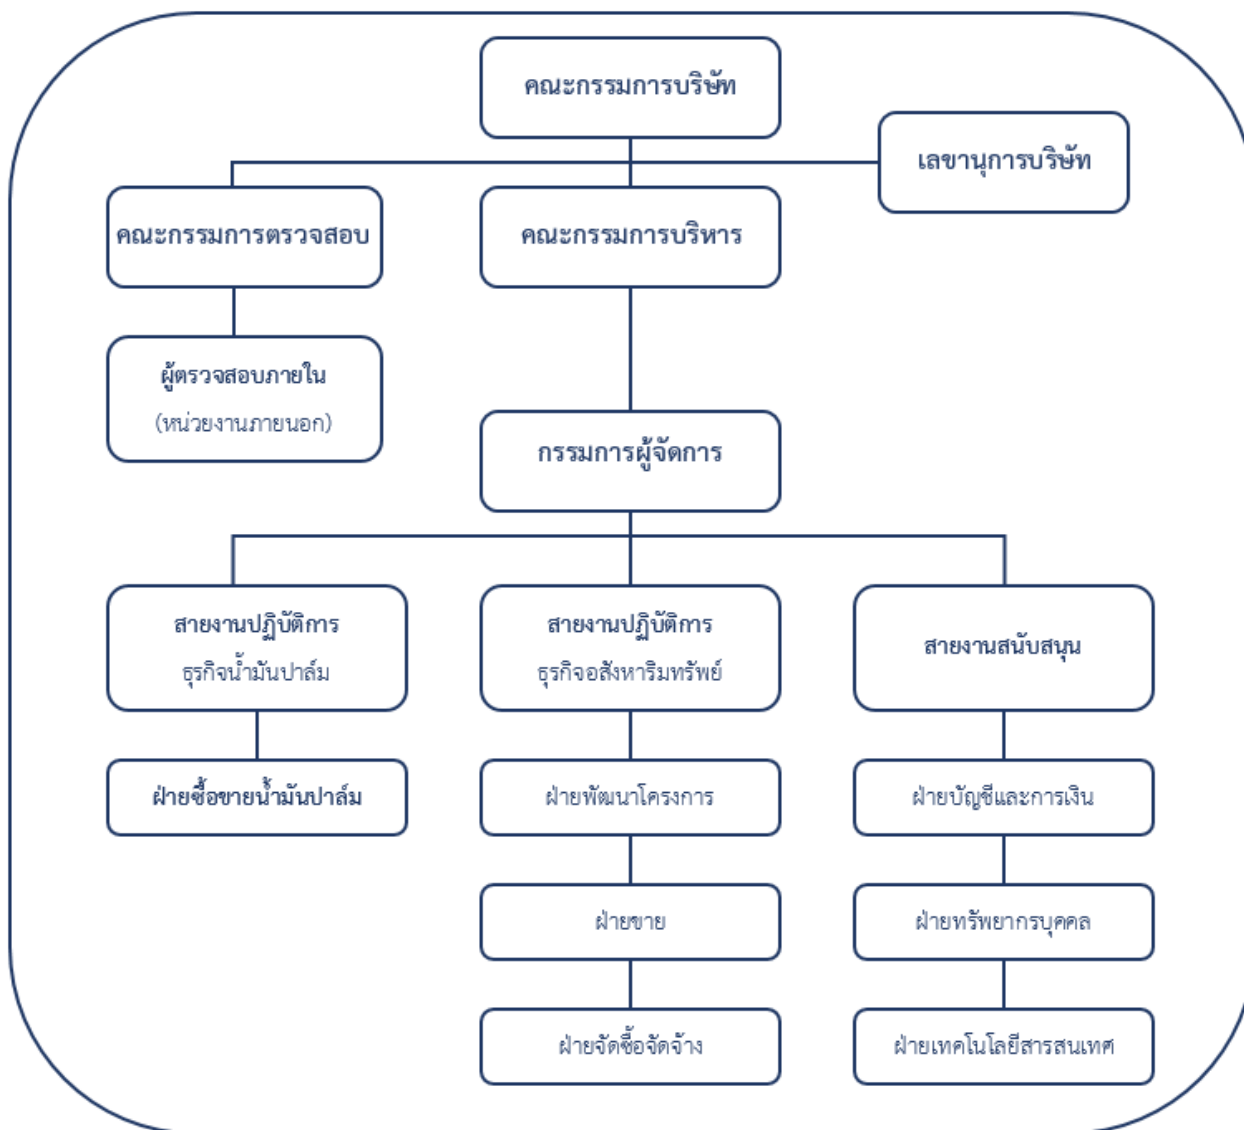 คณะกรรมการบริษัท
เลขานุการบริษัท
คณะกรรมการตรวจสอบ
คณะกรรมการบริหาร
ผู้ตรวจสอบภายใน
(หน่วยงานภายนอก)
กรรมการผู้จัดการ
สายงานปฏิบัติการ
ธุรกิจน้ำมันปาล์ม
สายงานปฏิบัติการ
ธุรกิจอสังหาริมทรัพย์
สายงานสนับสนุน
ฝ่ายซื้อขายน้ำมันปาล์ม
ฝ่ายพัฒนาโครงการ
ฝ่ายบัญชีและการเงิน
ฝ่ายขาย
ฝ่ายทรัพยากรบุคคล
ฝ่ายจัดซื้อจัดจ้าง
ฝ่ายเทคโนโลยีสารสนเทศ